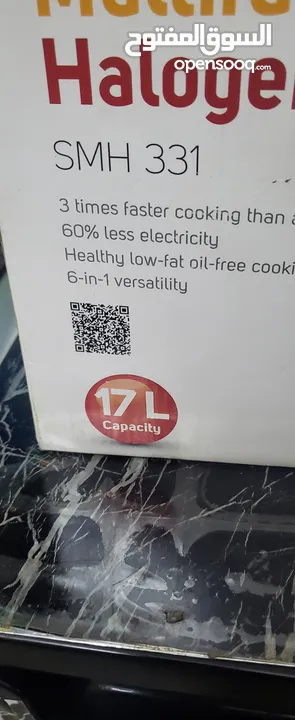 السوق المفتوح
opensooq.com
Haloge
SMH 331
3 times faster cooking than a
60% less electricity
Healthy low-fat oil-free cooki
6-in-1 versatility
17 L
Capacity